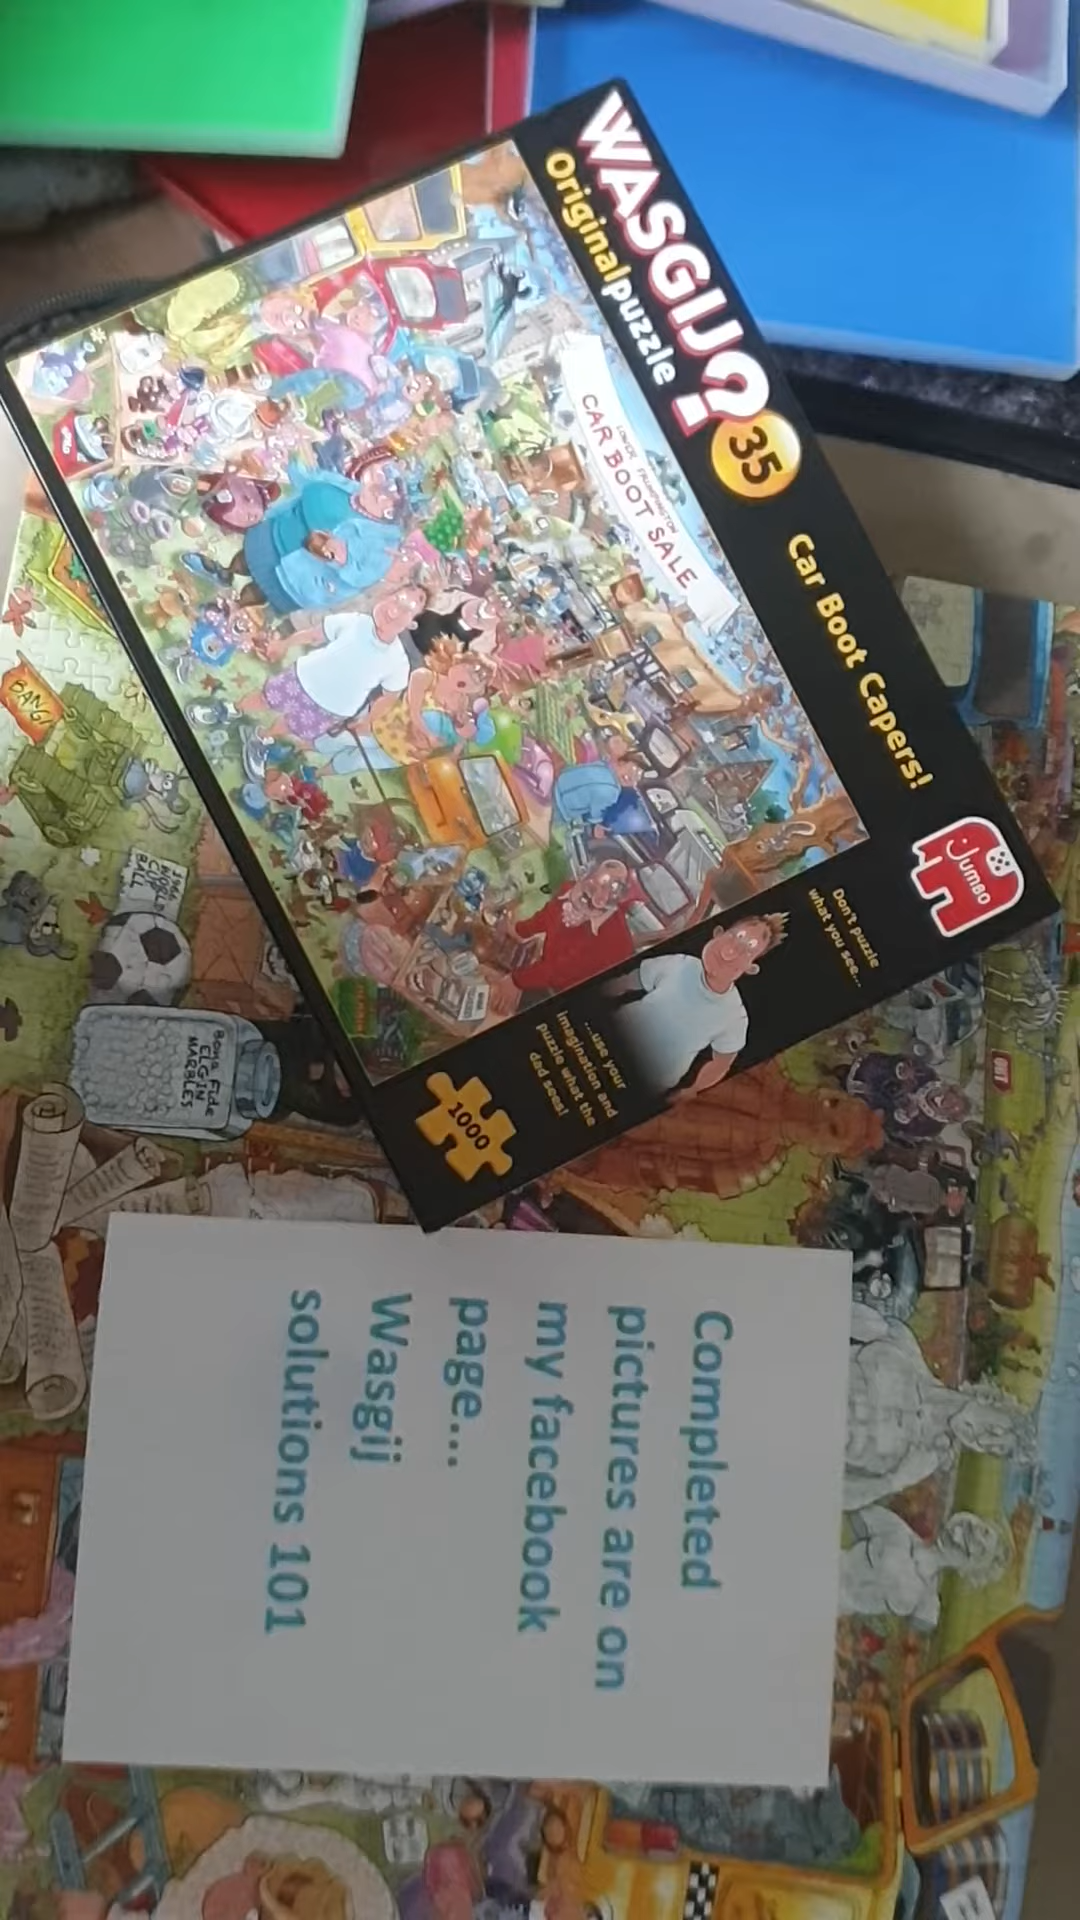 WASGIJ?
Originalpuzzle
35
Car Boot Capers!
Jumbo
CAR BOOT SALE
Don't puzzle
what you see...
...use your
imagination and
puzzle what the
dad sees!
1000
BANG!
1966
WORLD
CUP
BALL
Bona Fide
ELGIN
MARBLES
OUT
Completed
pictures are on
my facebook
page...
Wasgij
solutions 101